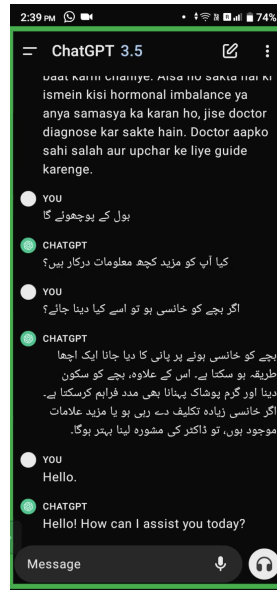 2:39 PM
74%
ChatGPT 3.5
baat karni chahiye. Aisa ho sakta hai ki
ismein kisi hormonal imbalance ya
anya samasya ka karan ho, jise doctor
diagnose kar sakte hain. Doctor aapko
sahi salah aur upchar ke liye guide
karenge.
YOU
بول کے پوچھوئے گا
CHATGPT
کیا آپ کو مزید کچھ معلومات درکار ہیں؟
YOU
اگر بچے کو خانسی ہو تو اسے کیا دینا جائے؟
CHATGPT
بچے کو خانسی ہونے پر پانی کا دیا جانا ایک اچھا
طریقہ ہو سکتا ہے۔ اس کے علاوہ، بچے کو سکون
دینا اور گرم پوشاک پہنانا بھی مدد فراہم کرسکتا ہے۔
اگر خانسی زیادہ تکلیف دے رہی ہو یا مزید علامات
موجود ہوں، تو ڈاکٹر کی مشورہ لینا بہتر ہوگا۔
YOU
Hello.
CHATGPT
Hello! How can I assist you today?
Message